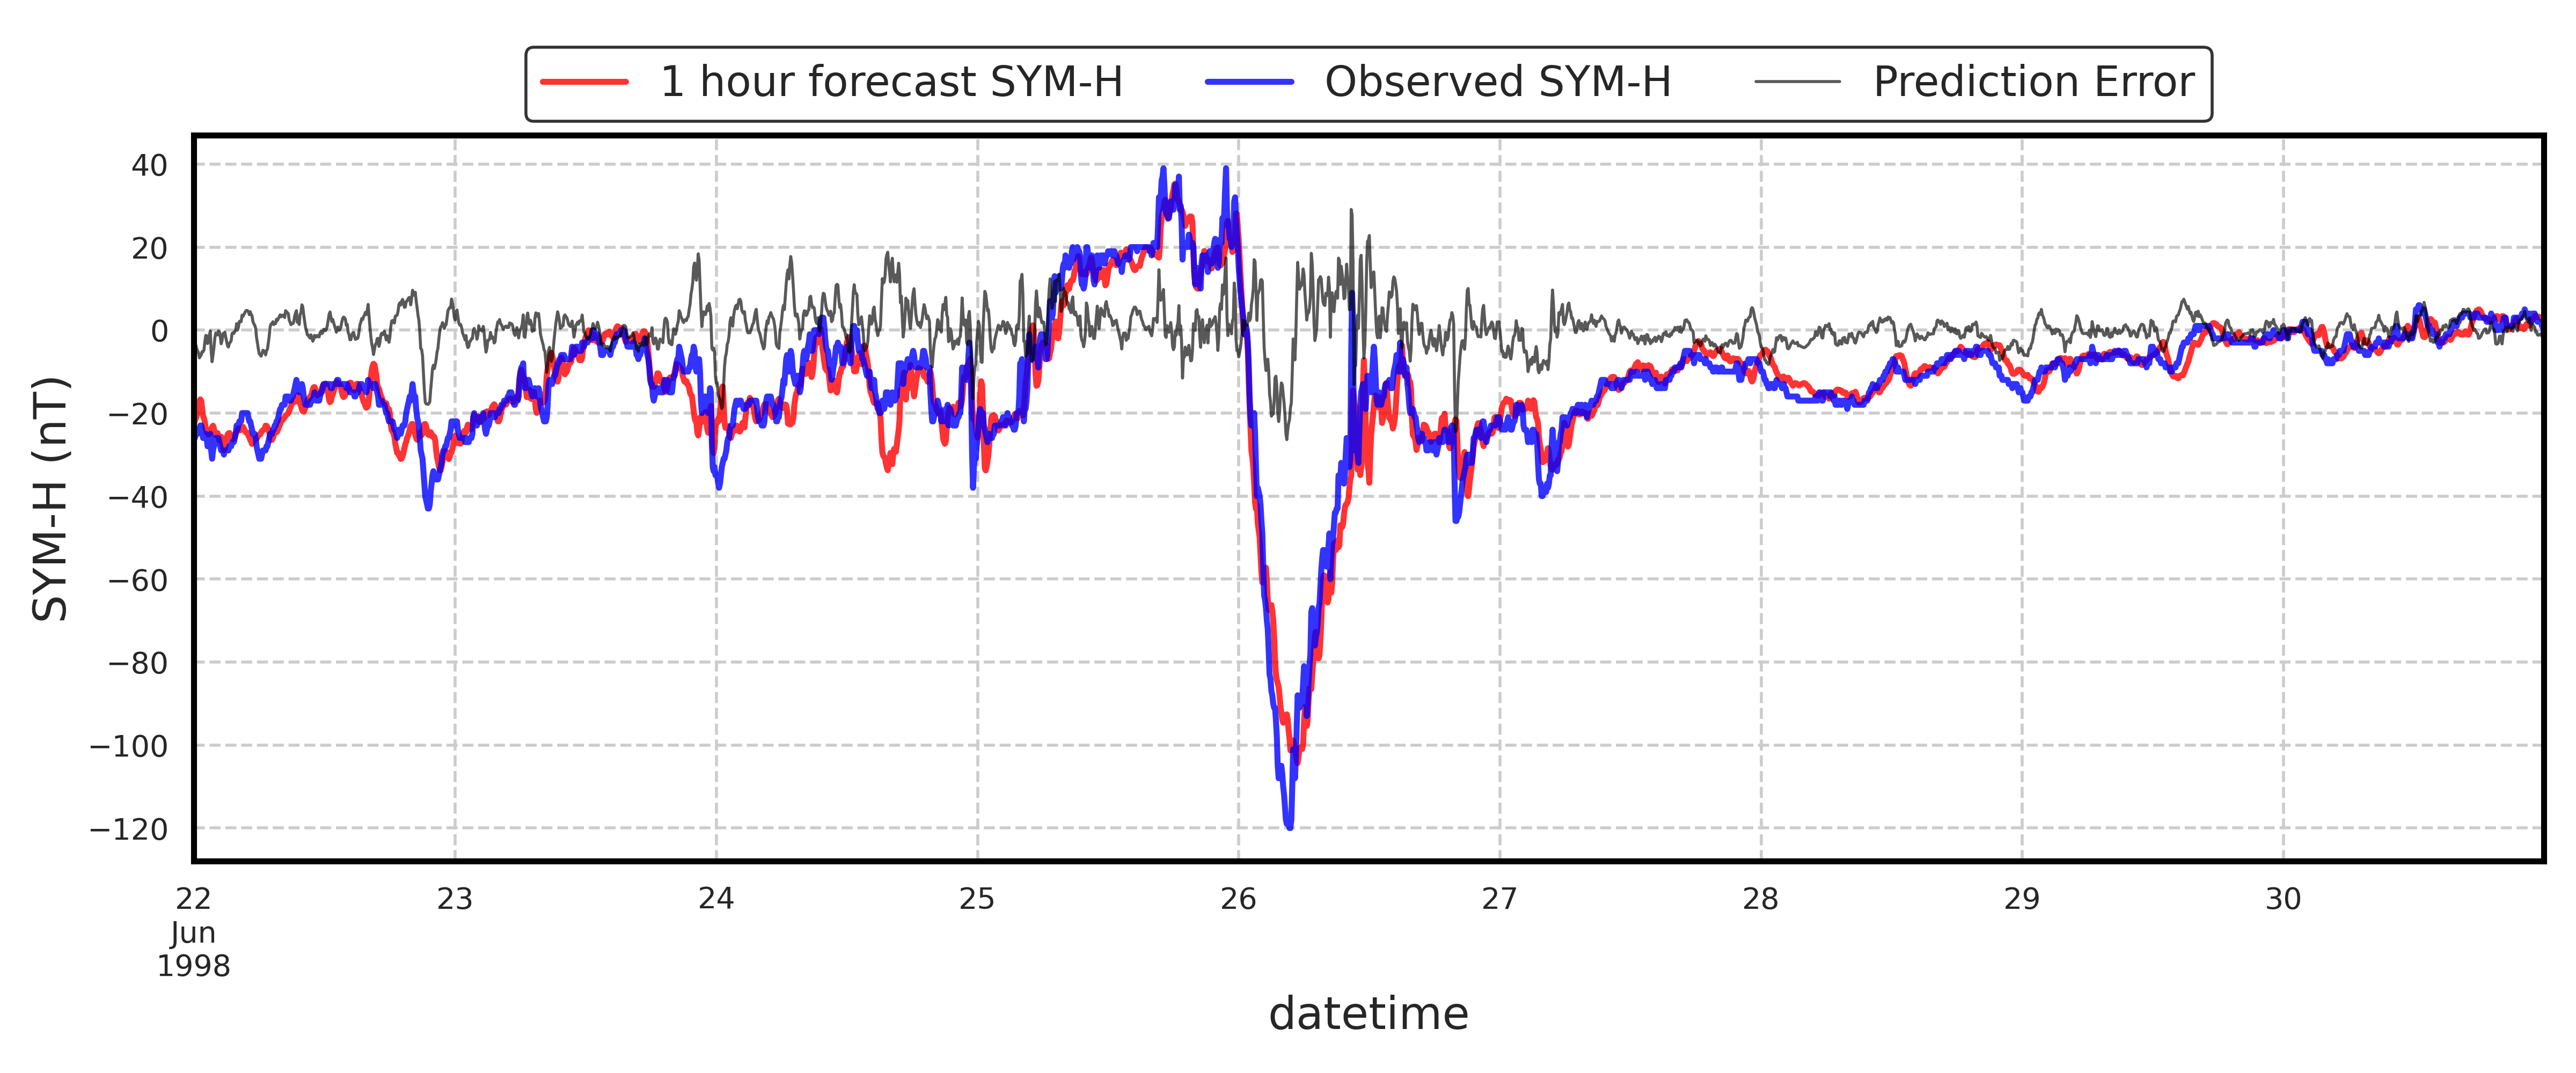 1 hour forecast SYM-H Observed SYM-H Prediction Error
SYM-H (nT)
40
20
0
−20
−40
−60
−80
−100
−120
22 23 24 25 26 27 28 29 30
Jun
1998
datetime